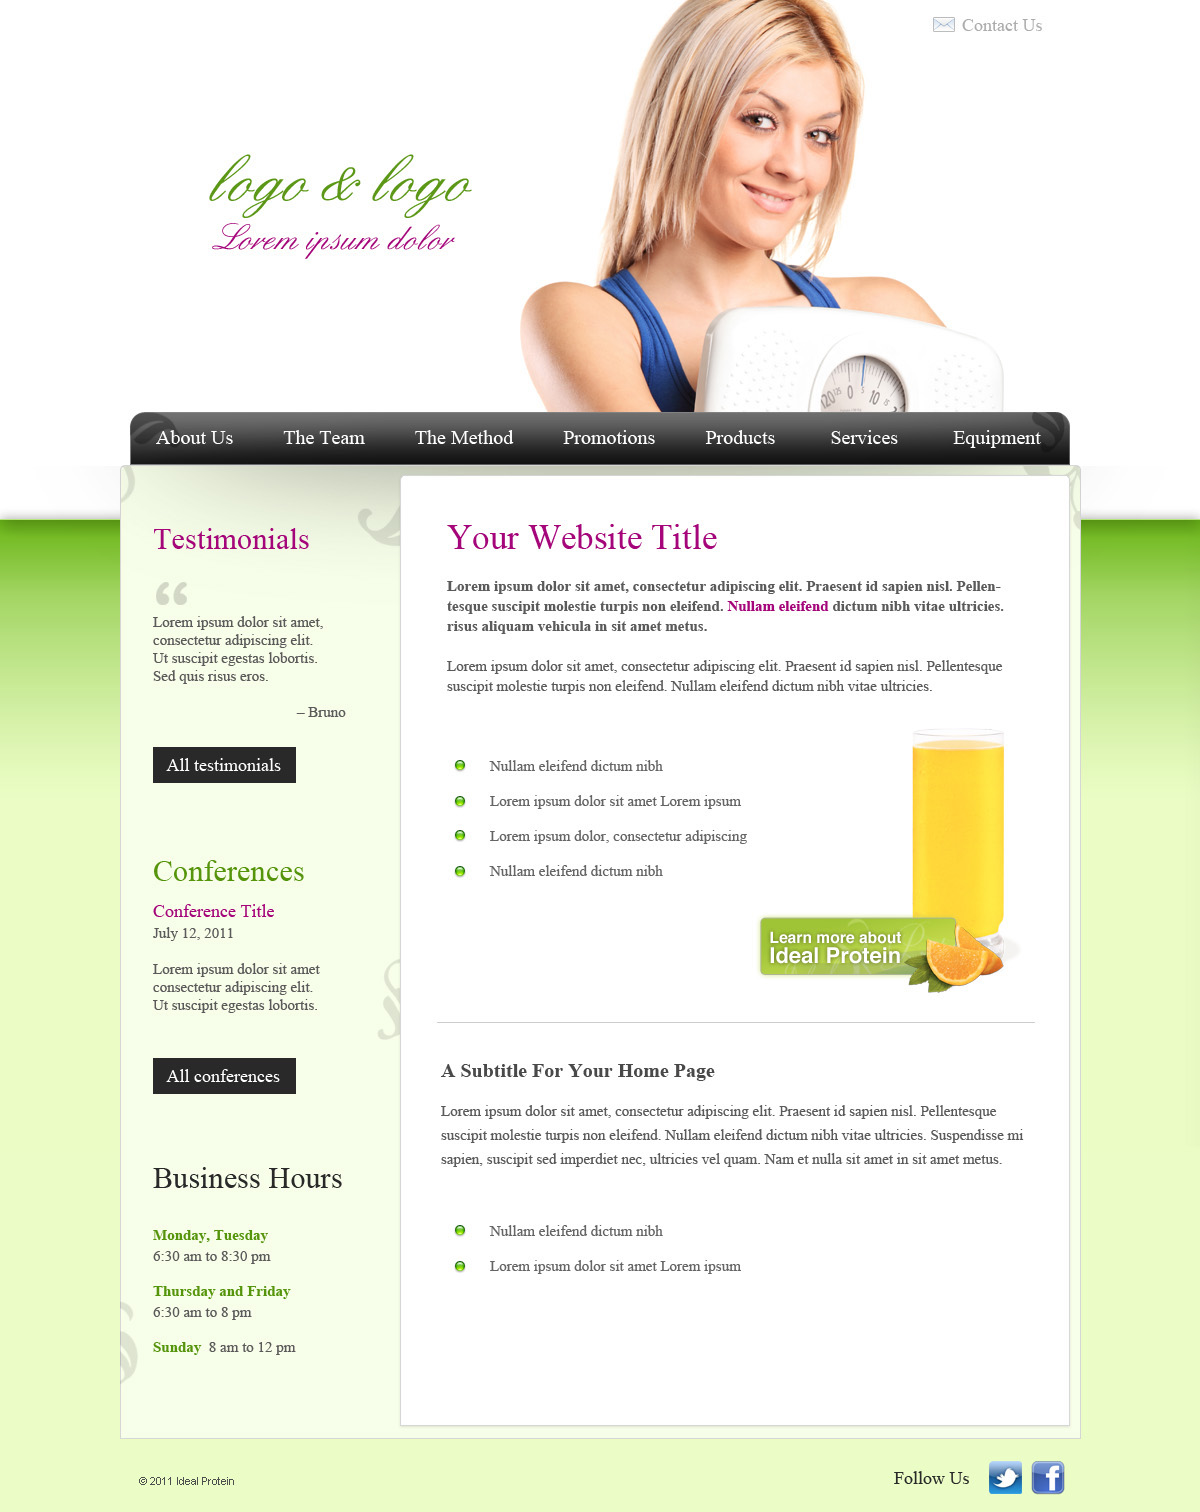 Contact Us
logo & logo
Lorem ipsum dolor
About Us The Team The Method Promotions Products Services Equipment
Testimonials
“
Lorem ipsum dolor sit amet,
consectetur adipiscing elit.
Ut suscipit egestas lobortis.
Sed quis risus eros.
– Bruno
All testimonials
Conferences
Conference Title
July 12, 2011
Lorem ipsum dolor sit amet
consectetur adipiscing elit.
Ut suscipit egestas lobortis.
All conferences
Business Hours
Monday, Tuesday
6:30 am to 8:30 pm
Thursday and Friday
6:30 am to 8 pm
Sunday 8 am to 12 pm
Your Website Title
Lorem ipsum dolor sit amet, consectetur adipiscing elit. Praesent id sapien nisl. Pellen-
tesque suscipit molestie turpis non eleifend. Nullam eleifend dictum nibh vitae ultricies.
risus aliquam vehicula in sit amet metus.
Lorem ipsum dolor sit amet, consectetur adipiscing elit. Praesent id sapien nisl. Pellentesque
suscipit molestie turpis non eleifend. Nullam eleifend dictum nibh vitae ultricies.
Nullam eleifend dictum nibh
Lorem ipsum dolor sit amet Lorem ipsum
Lorem ipsum dolor, consectetur adipiscing
Nullam eleifend dictum nibh
Learn more about
Ideal Protein
A Subtitle For Your Home Page
Lorem ipsum dolor sit amet, consectetur adipiscing elit. Praesent id sapien nisl. Pellentesque
suscipit molestie turpis non eleifend. Nullam eleifend dictum nibh vitae ultricies. Suspendisse mi
sapien, suscipit sed imperdiet nec, ultricies vel quam. Nam et nulla sit amet in sit amet metus.
Nullam eleifend dictum nibh
Lorem ipsum dolor sit amet Lorem ipsum
© 2011 Ideal Protein
Follow Us